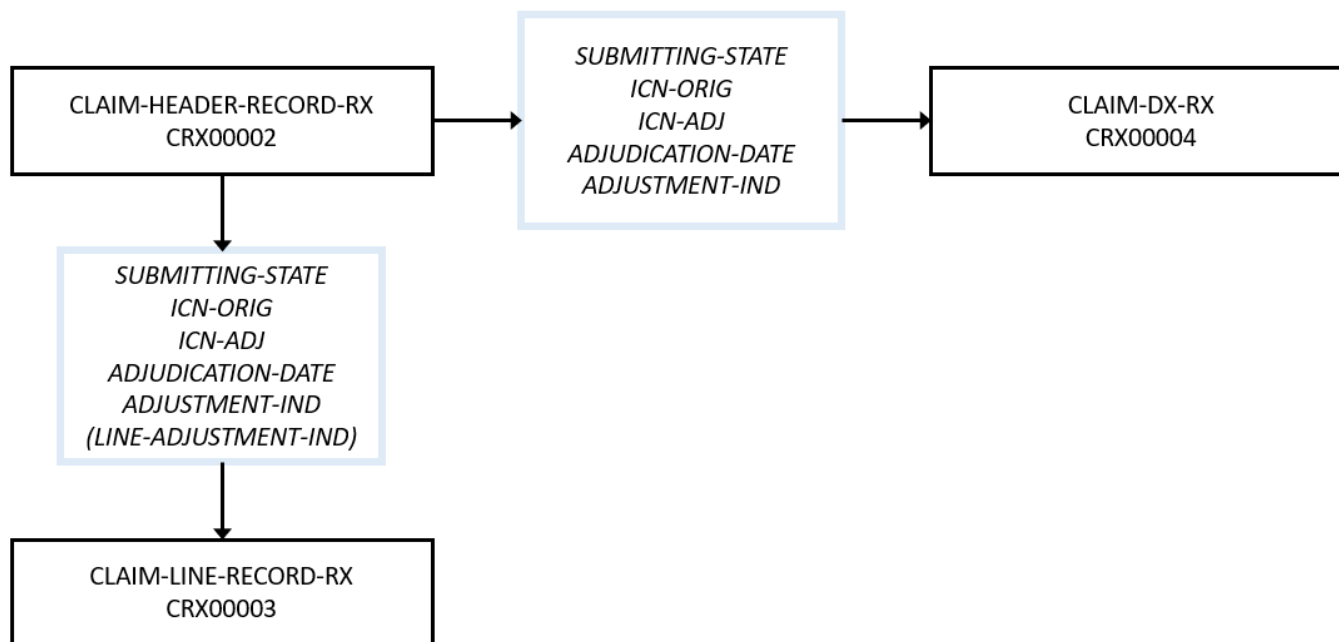 CLAIM-HEADER-RECORD-RX
CRX00002
SUBMITTING-STATE
ICN-ORIG
ICN-ADJ
ADJUDICATION-DATE
ADJUSTMENT-IND
CLAIM-DX-RX
CRX00004
SUBMITTING-STATE
ICN-ORIG
ICN-ADJ
ADJUDICATION-DATE
ADJUSTMENT-IND
(LINE-ADJUSTMENT-IND)
CLAIM-LINE-RECORD-RX
CRX00003